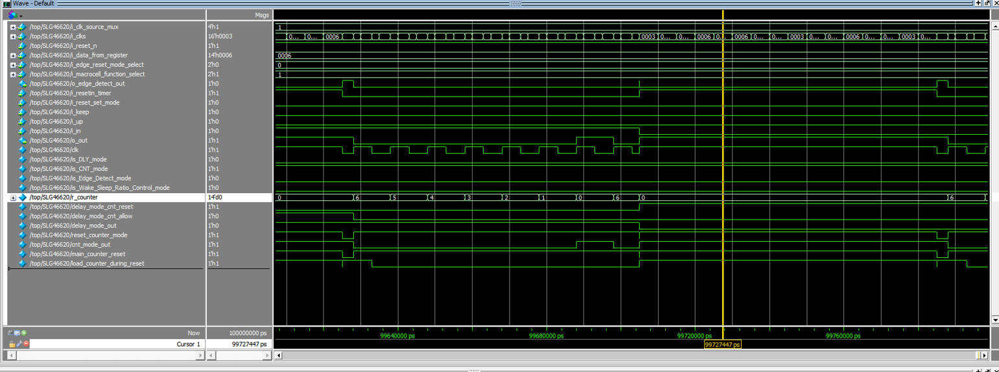 Wave - Default
Msgs
/top/SLG46620/i_clk_source_mux 4'h1 1
/top/SLG46620/i_clks 16'h0003 0... 0... 0006 0003 0... 0... 0006 0... 0006 0... 0... 0003 0... 0... 0006 0... 0... 0003 0...
/top/SLG46620/i_reset_n 1'h1
/top/SLG46620/i_data_from_register 14'h0006 0006
/top/SLG46620/i_edge_reset_mode_select 2'h0 0
/top/SLG46620/i_macrocell_function_select 2'h1 1
/top/SLG46620/o_edge_detect_out 1'h0
/top/SLG46620/i_resetin_timer 1'h1
/top/SLG46620/i_reset_set_mode 1'h0
/top/SLG46620/i_keep 1'h0
/top/SLG46620/i_up 1'h0
/top/SLG46620/i_in 1'h0
/top/SLG46620/o_out 1'h1
/top/SLG46620/clk 1'h1
/top/SLG46620/is_DLY_mode 1'h0
/top/SLG46620/is_CNT_mode 1'h1
/top/SLG46620/is_Edge_Detect_mode 1'h0
/top/SLG46620/is_Wake_Sleep_Ratio_Control_mode 1'h0
/top/SLG46620/r_counter 14'd0 0 6 5 4 3 2 1 0 6 0 6
/top/SLG46620/delay_mode_cnt_reset 1'h1
/top/SLG46620/delay_mode_cnt_allow 1'h0
/top/SLG46620/delay_mode_out 1'h0
/top/SLG46620/reset_counter_mode 1'h1
/top/SLG46620/cnt_mode_out 1'h1
/top/SLG46620/main_counter_reset 1'h1
/top/SLG46620/load_counter_during_reset 1'h1
Now 100000000 ps 99640000 ps 99680000 ps 99720000 ps 99760000 ps
Cursor 1 99727447 ps 99727447 ps